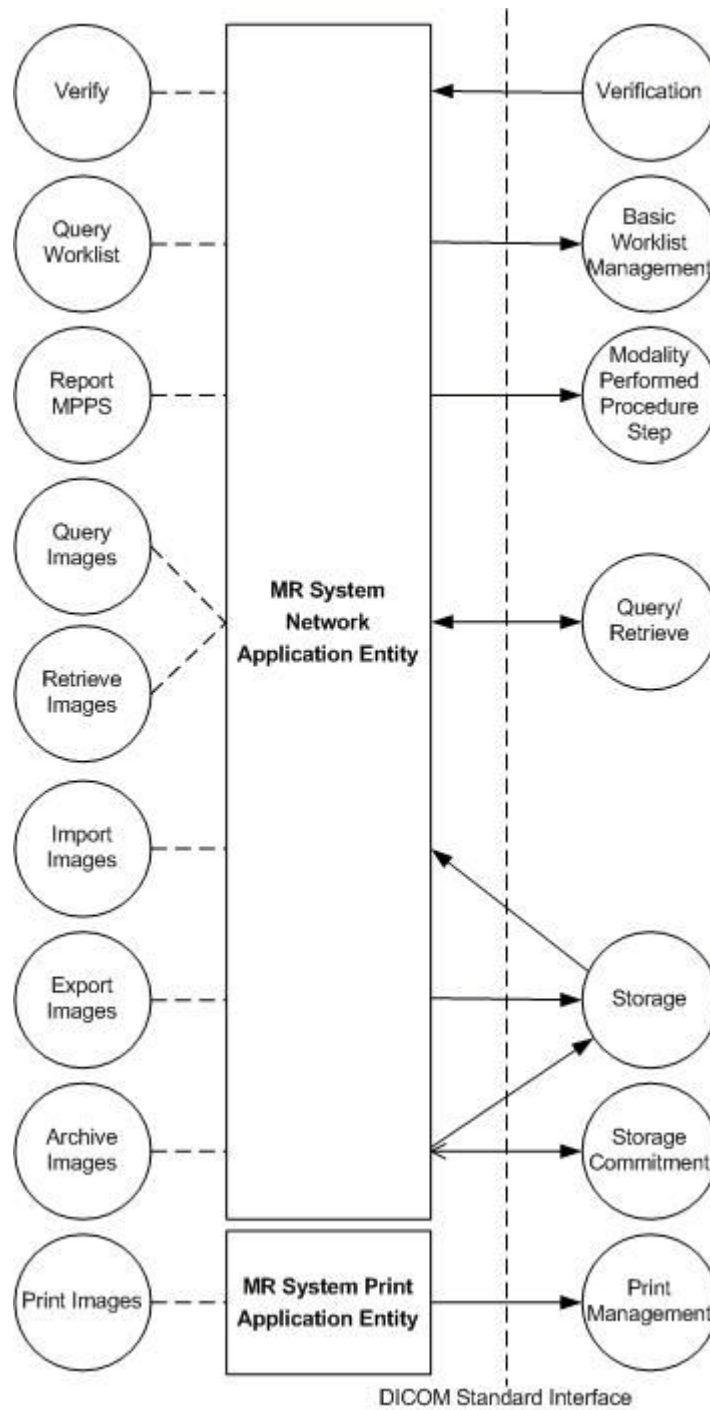 Verify
Verification
Query
Worklist
Basic
Worklist
Management
Report
MPPS
Modality
Performed
Procedure
Step
Query
Images
MR System
Network
Application Entity
Query/
Retrieve
Retrieve
Images
Import
Images
Export
Images
Storage
Archive
Images
Storage
Commitment
Print Images
MR System Print
Application Entity
Print
Management
DICOM Standard Interface